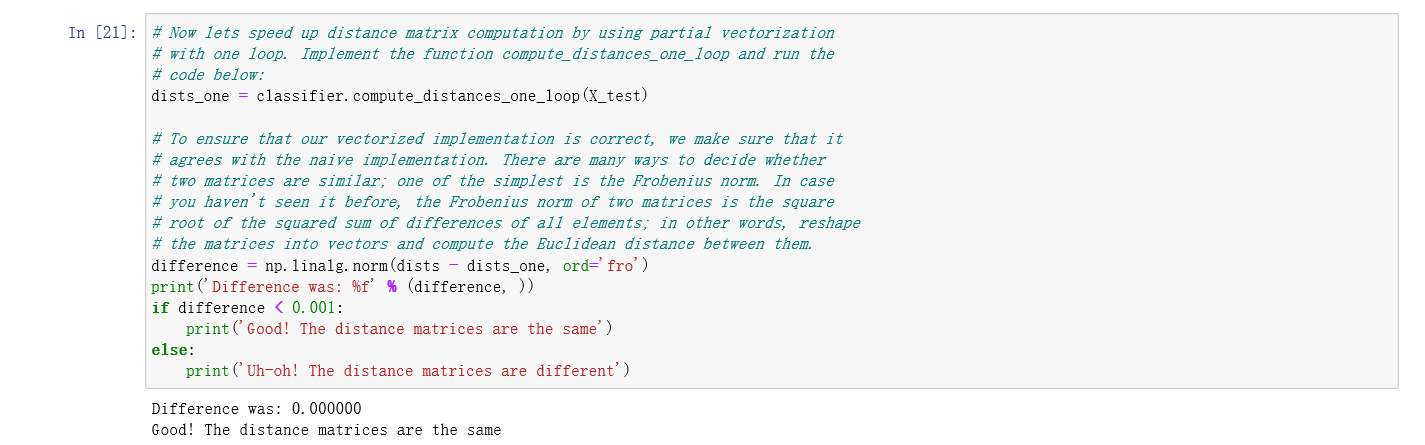 In [21]: # Now lets speed up distance matrix computation by using partial vectorization
# with one loop. Implement the function compute_distances_one_loop and run the
# code below:
dists_one = classifier.compute_distances_one_loop(X_test)
# To ensure that our vectorized implementation is correct, we make sure that it
# agrees with the naive implementation. There are many ways to decide whether
# two matrices are similar; one of the simplest is the Frobenius norm. In case
# you haven't seen it before, the Frobenius norm of two matrices is the square
# root of the squared sum of differences of all elements; in other words, reshape
# the matrices into vectors and compute the Euclidean distance between them.
difference = np.linalg.norm(dists - dists_one, ord='fro')
print('Difference was: %f' % (difference, ))
if difference < 0.001:
    print('Good! The distance matrices are the same')
else:
    print('Uh-oh! The distance matrices are different')
Difference was: 0.000000
Good! The distance matrices are the same